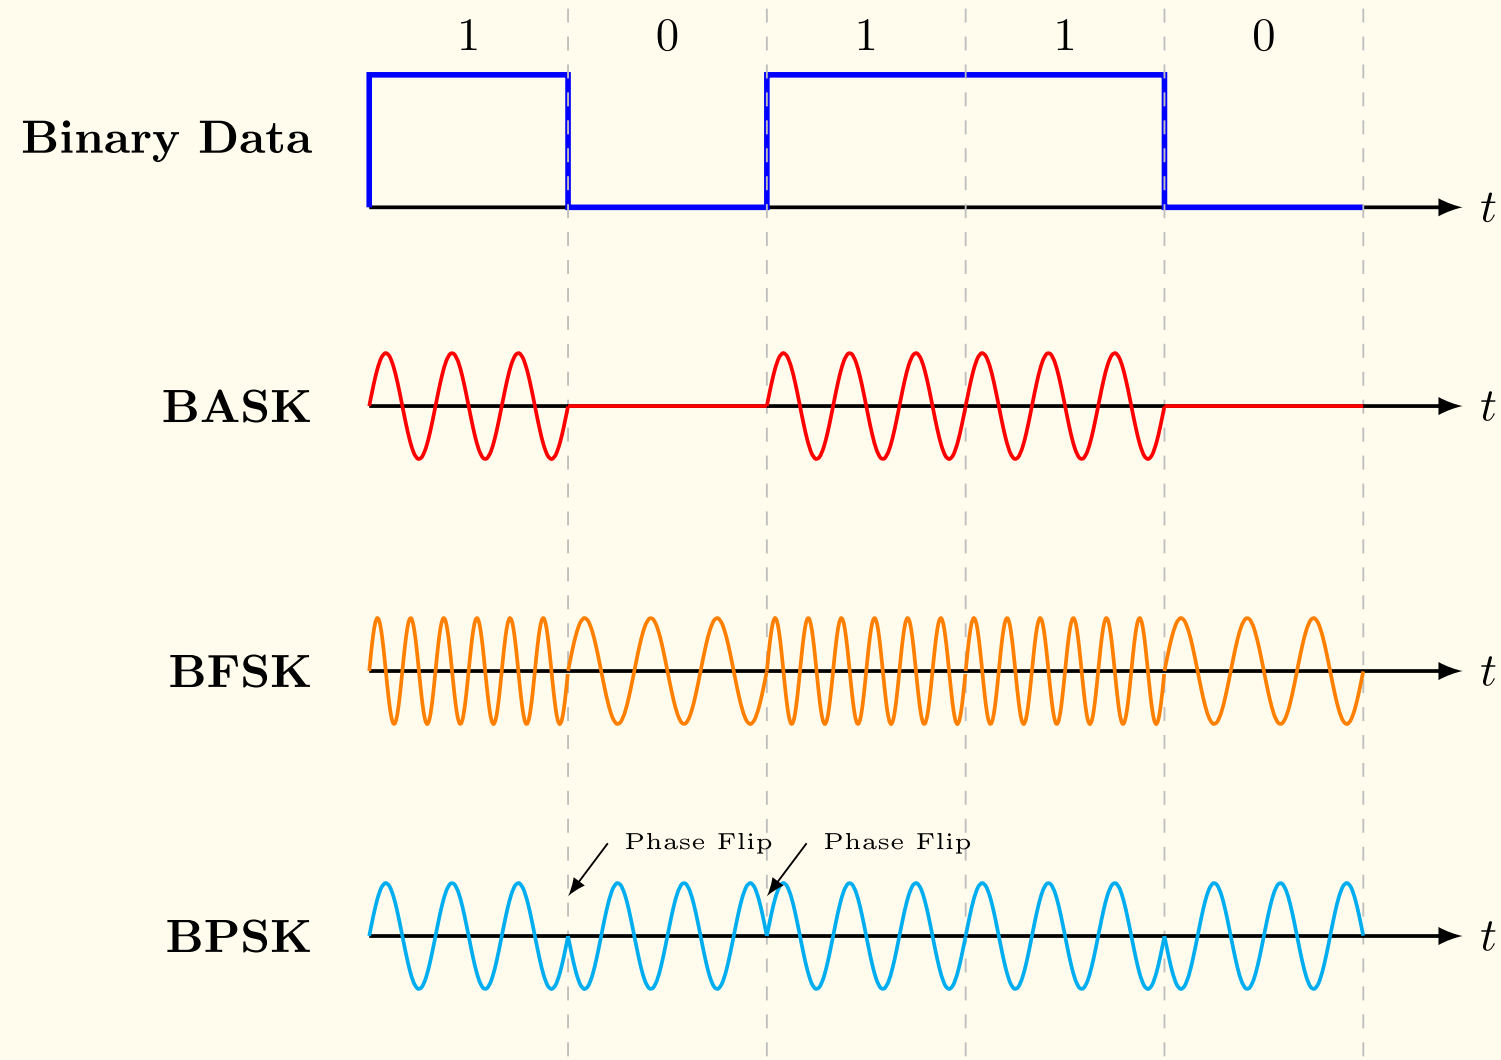 1 0 1 1 0
Binary Data
t
BASK
t
BFSK
t
Phase Flip Phase Flip
BPSK
t